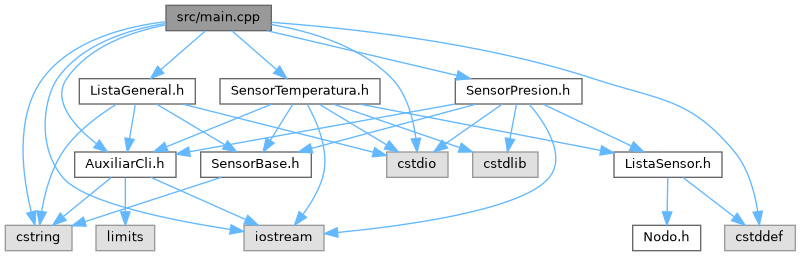 src/main.cpp
ListaGeneral.h
SensorTemperatura.h
SensorPresion.h
AuxiliarCli.h
SensorBase.h
cstdio
cstdlib
ListaSensor.h
cstring
limits
iostream
Nodo.h
cstddef